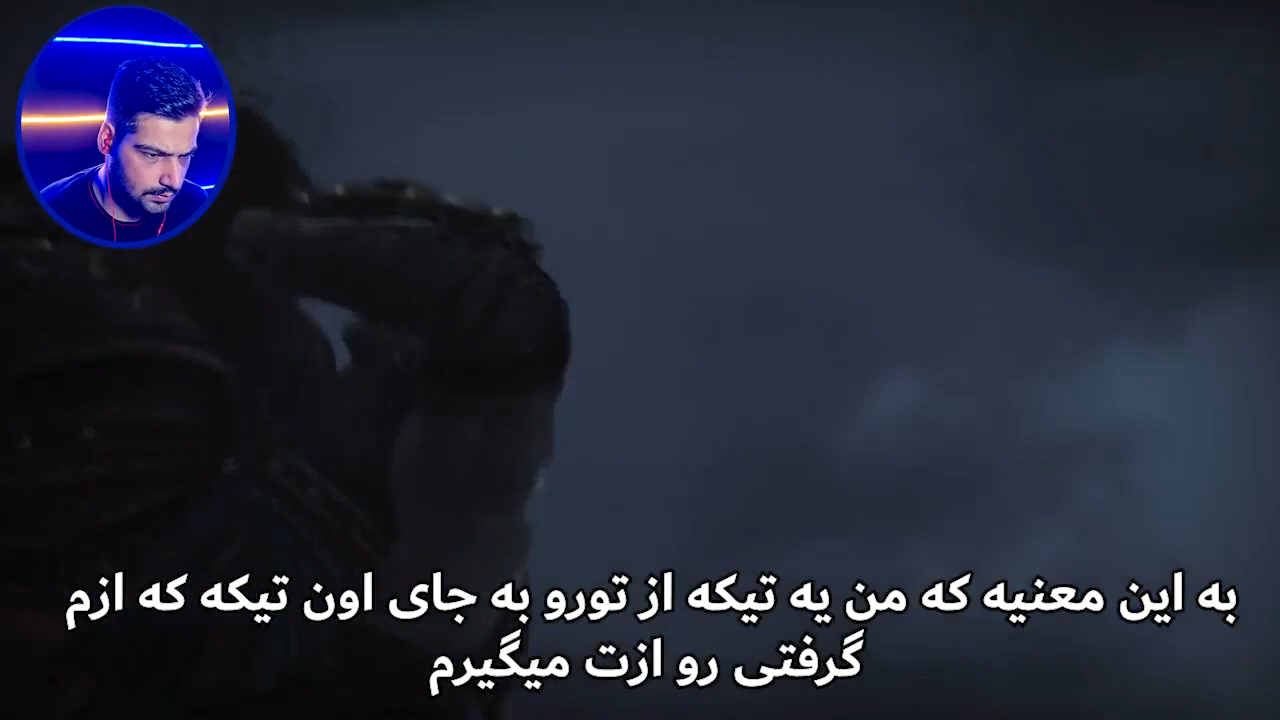 به این معنیه که من یه تیکه از تورو به جای اون تیکه که ازم
گرفتی رو ازت میگیرم